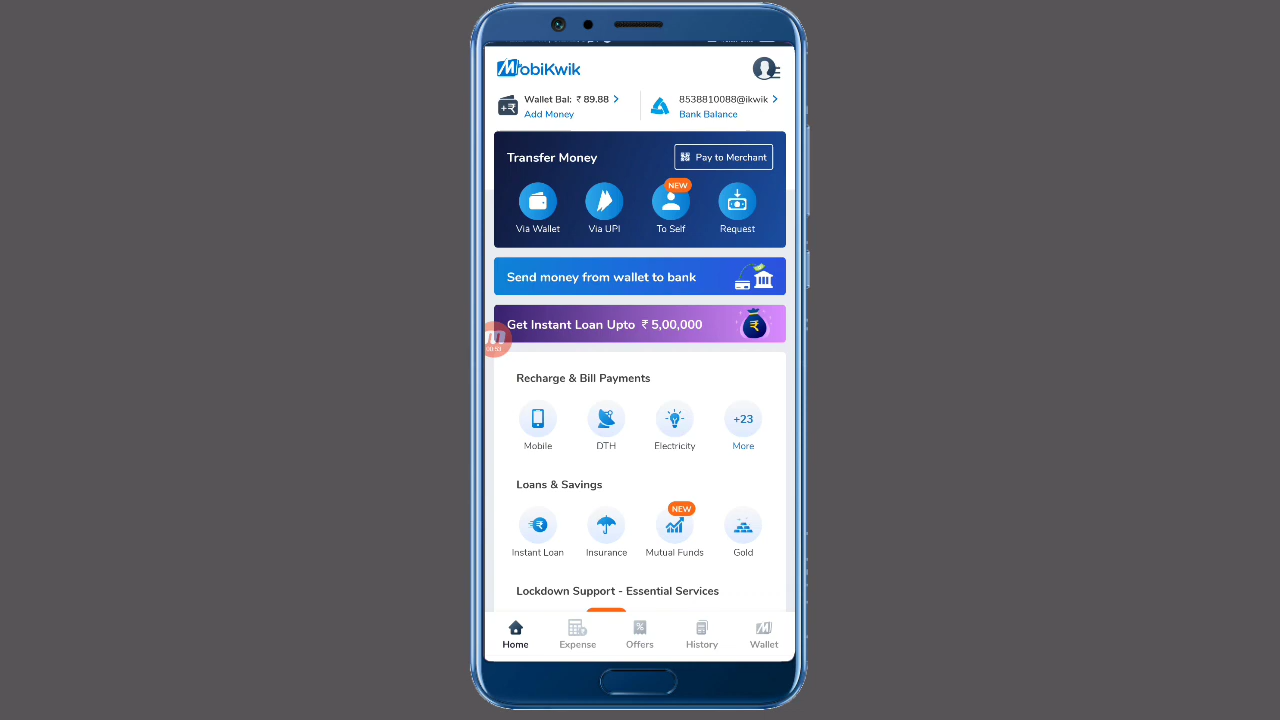 MobiKwik
Wallet Bal: ₹ 89.88
Add Money
8538810088@ikwik
Bank Balance
Transfer Money
Pay to Merchant
NEW
Via Wallet
Via UPI
To Self
Request
Send money from wallet to bank
Get Instant Loan Upto ₹ 5,00,000
00:53
Recharge & Bill Payments
+23
Mobile
DTH
Electricity
More
Loans & Savings
NEW
Instant Loan
Insurance
Mutual Funds
Gold
Lockdown Support - Essential Services
Home
Expense
Offers
History
Wallet